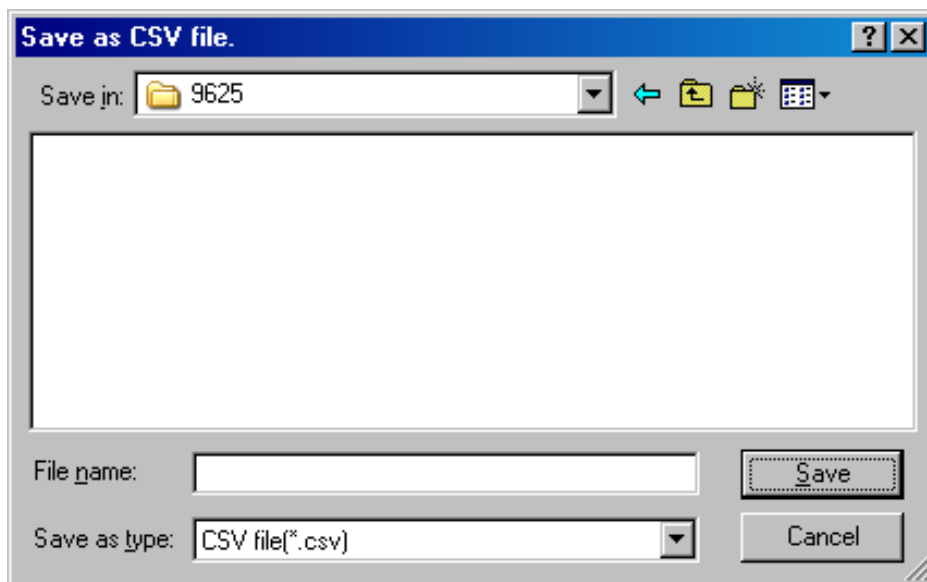 Save as CSV file.
Save in: 9625
File name:
Save
Save as type: CSV file(*.csv)
Cancel